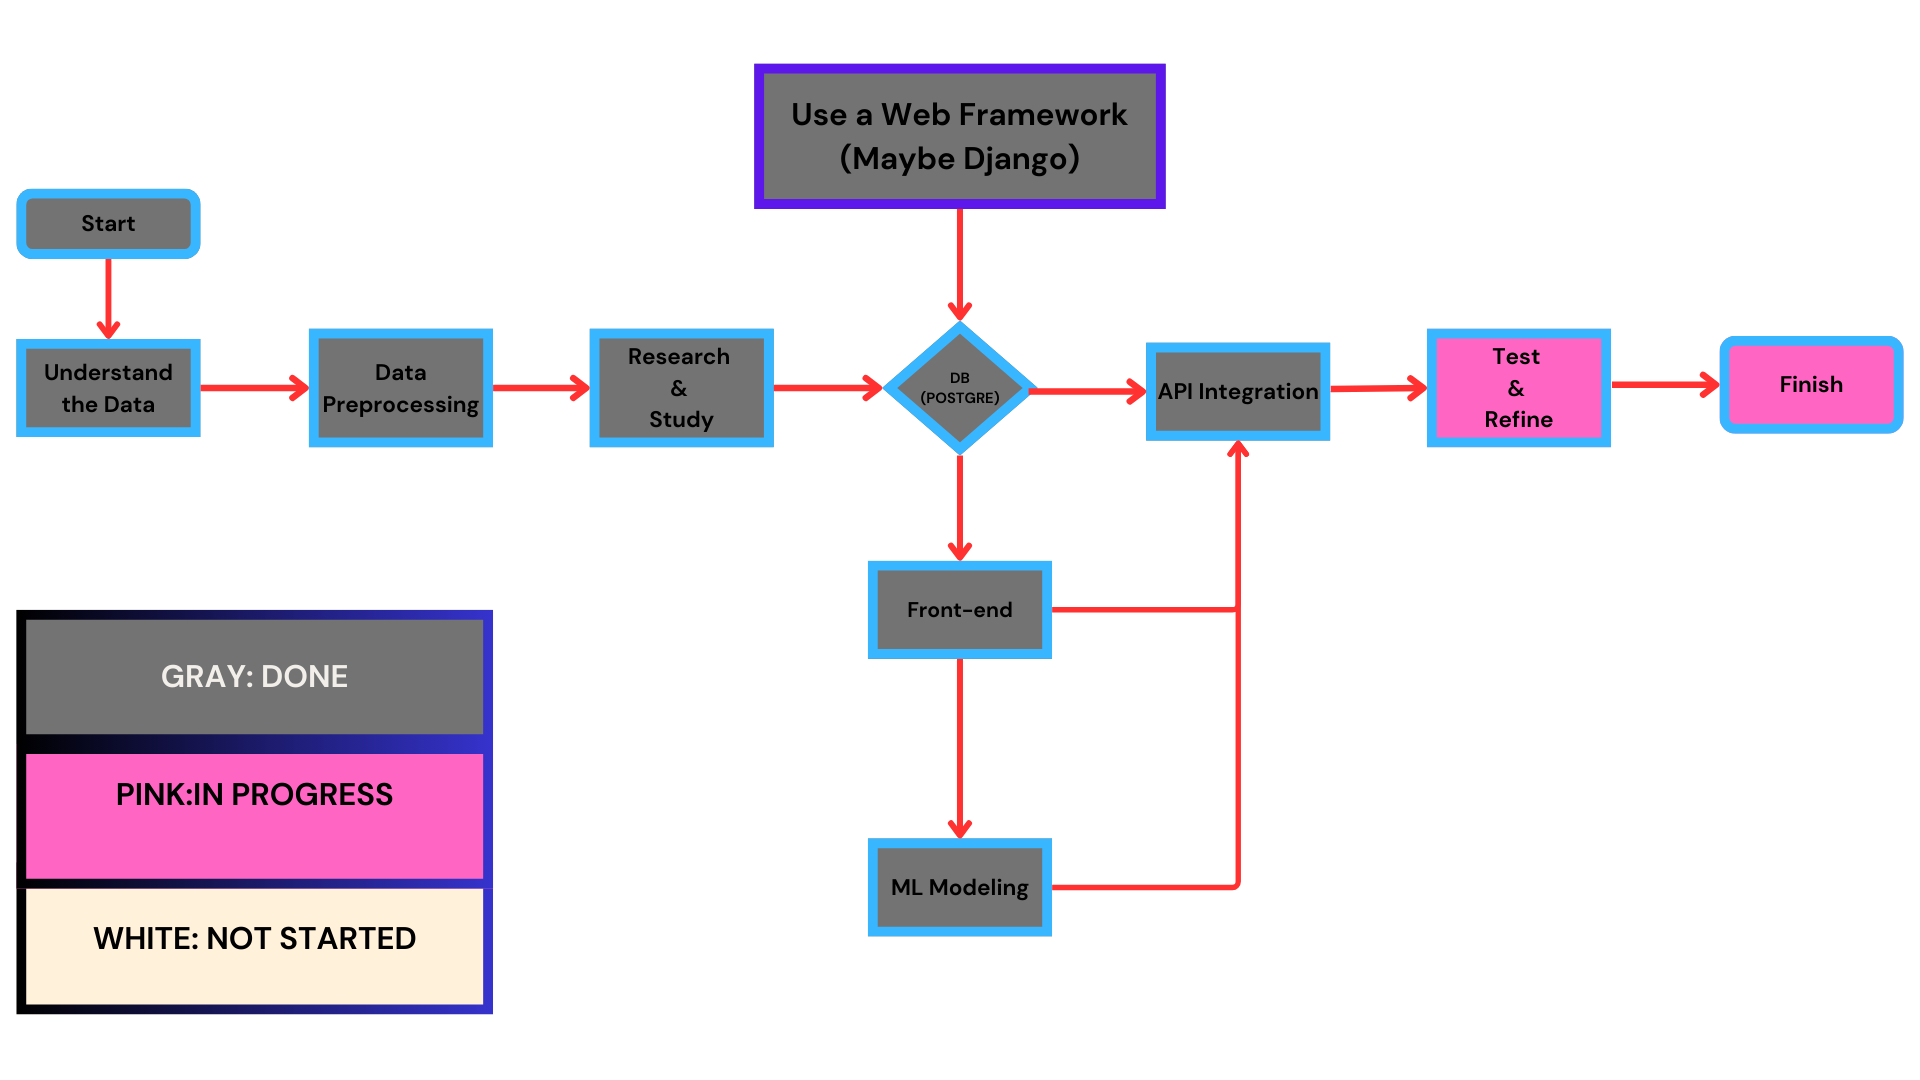 Use a Web Framework
(Maybe Django)
Start
Understand
the Data
Data
Preprocessing
Research
&
Study
DB
(POSTGRE)
API Integration
Test
&
Refine
Finish
Front-end
ML Modeling
GRAY: DONE
PINK:IN PROGRESS
WHITE: NOT STARTED